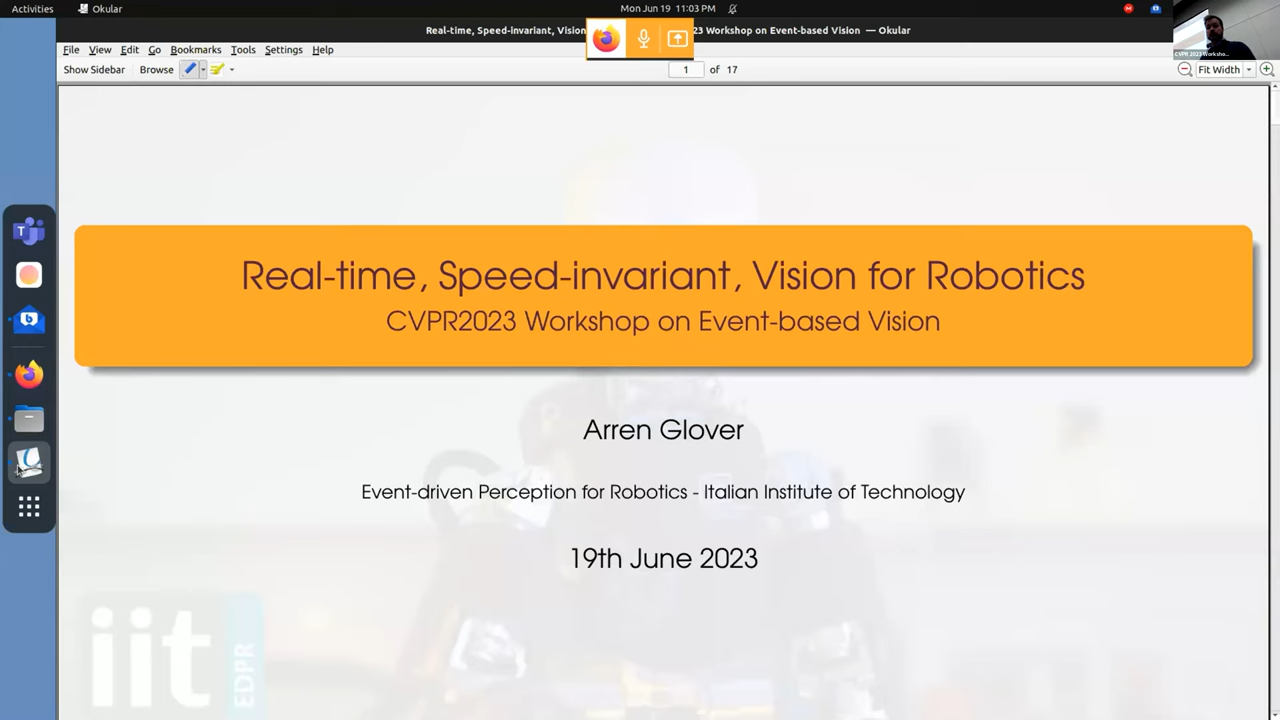 Activities
Okular
Mon Jun 19 11:03 PM
Real-time, Speed-invariant, Vision
23 Workshop on Event-based Vision — Okular
File View Edit Go Bookmarks Tools Settings Help
Show Sidebar Browse 1 of 17 Fit Width
CVPR 2023 Worksho...
Real-time, Speed-invariant, Vision for Robotics
CVPR2023 Workshop on Event-based Vision
Arren Glover
Event-driven Perception for Robotics - Italian Institute of Technology
19th June 2023
iit
EDPR